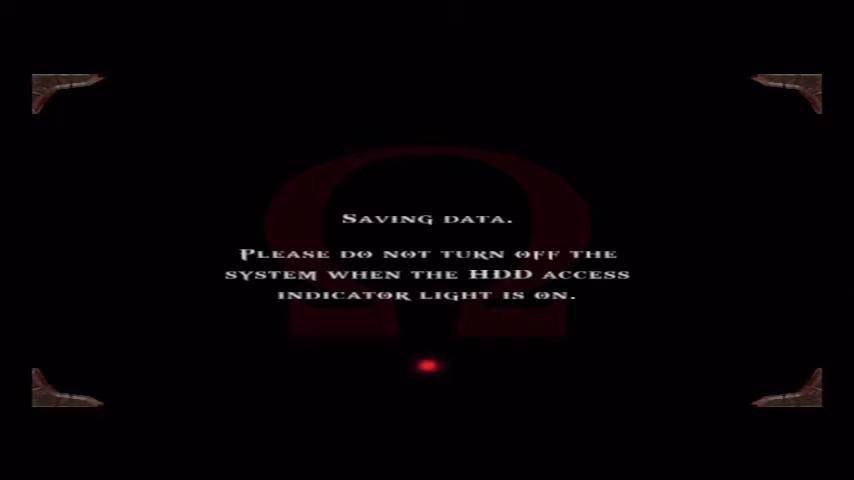 Saving data.
Please do not turn off the
system when the HDD access
indicator light is on.